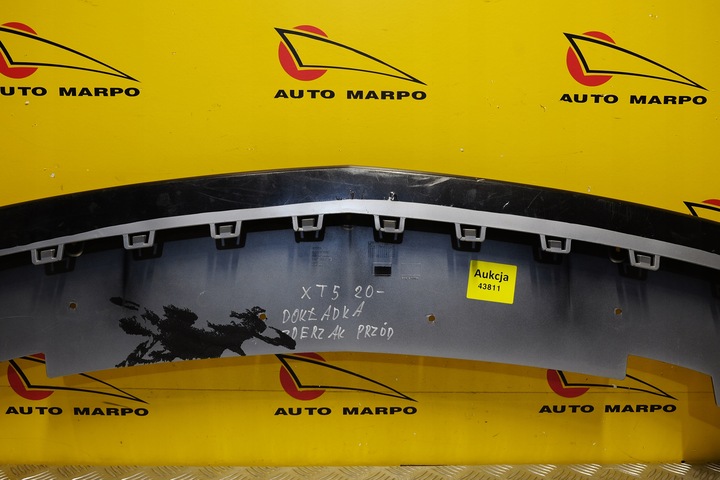 AUTO MARPO
AUTO MARPO
AUTO MARPO
Aukcja
43811
XT5 20-
DOKŁADKA
ZDERZAK PRZÓD
AUTO MARPO
AUTO MARPO
AUTO MARPO